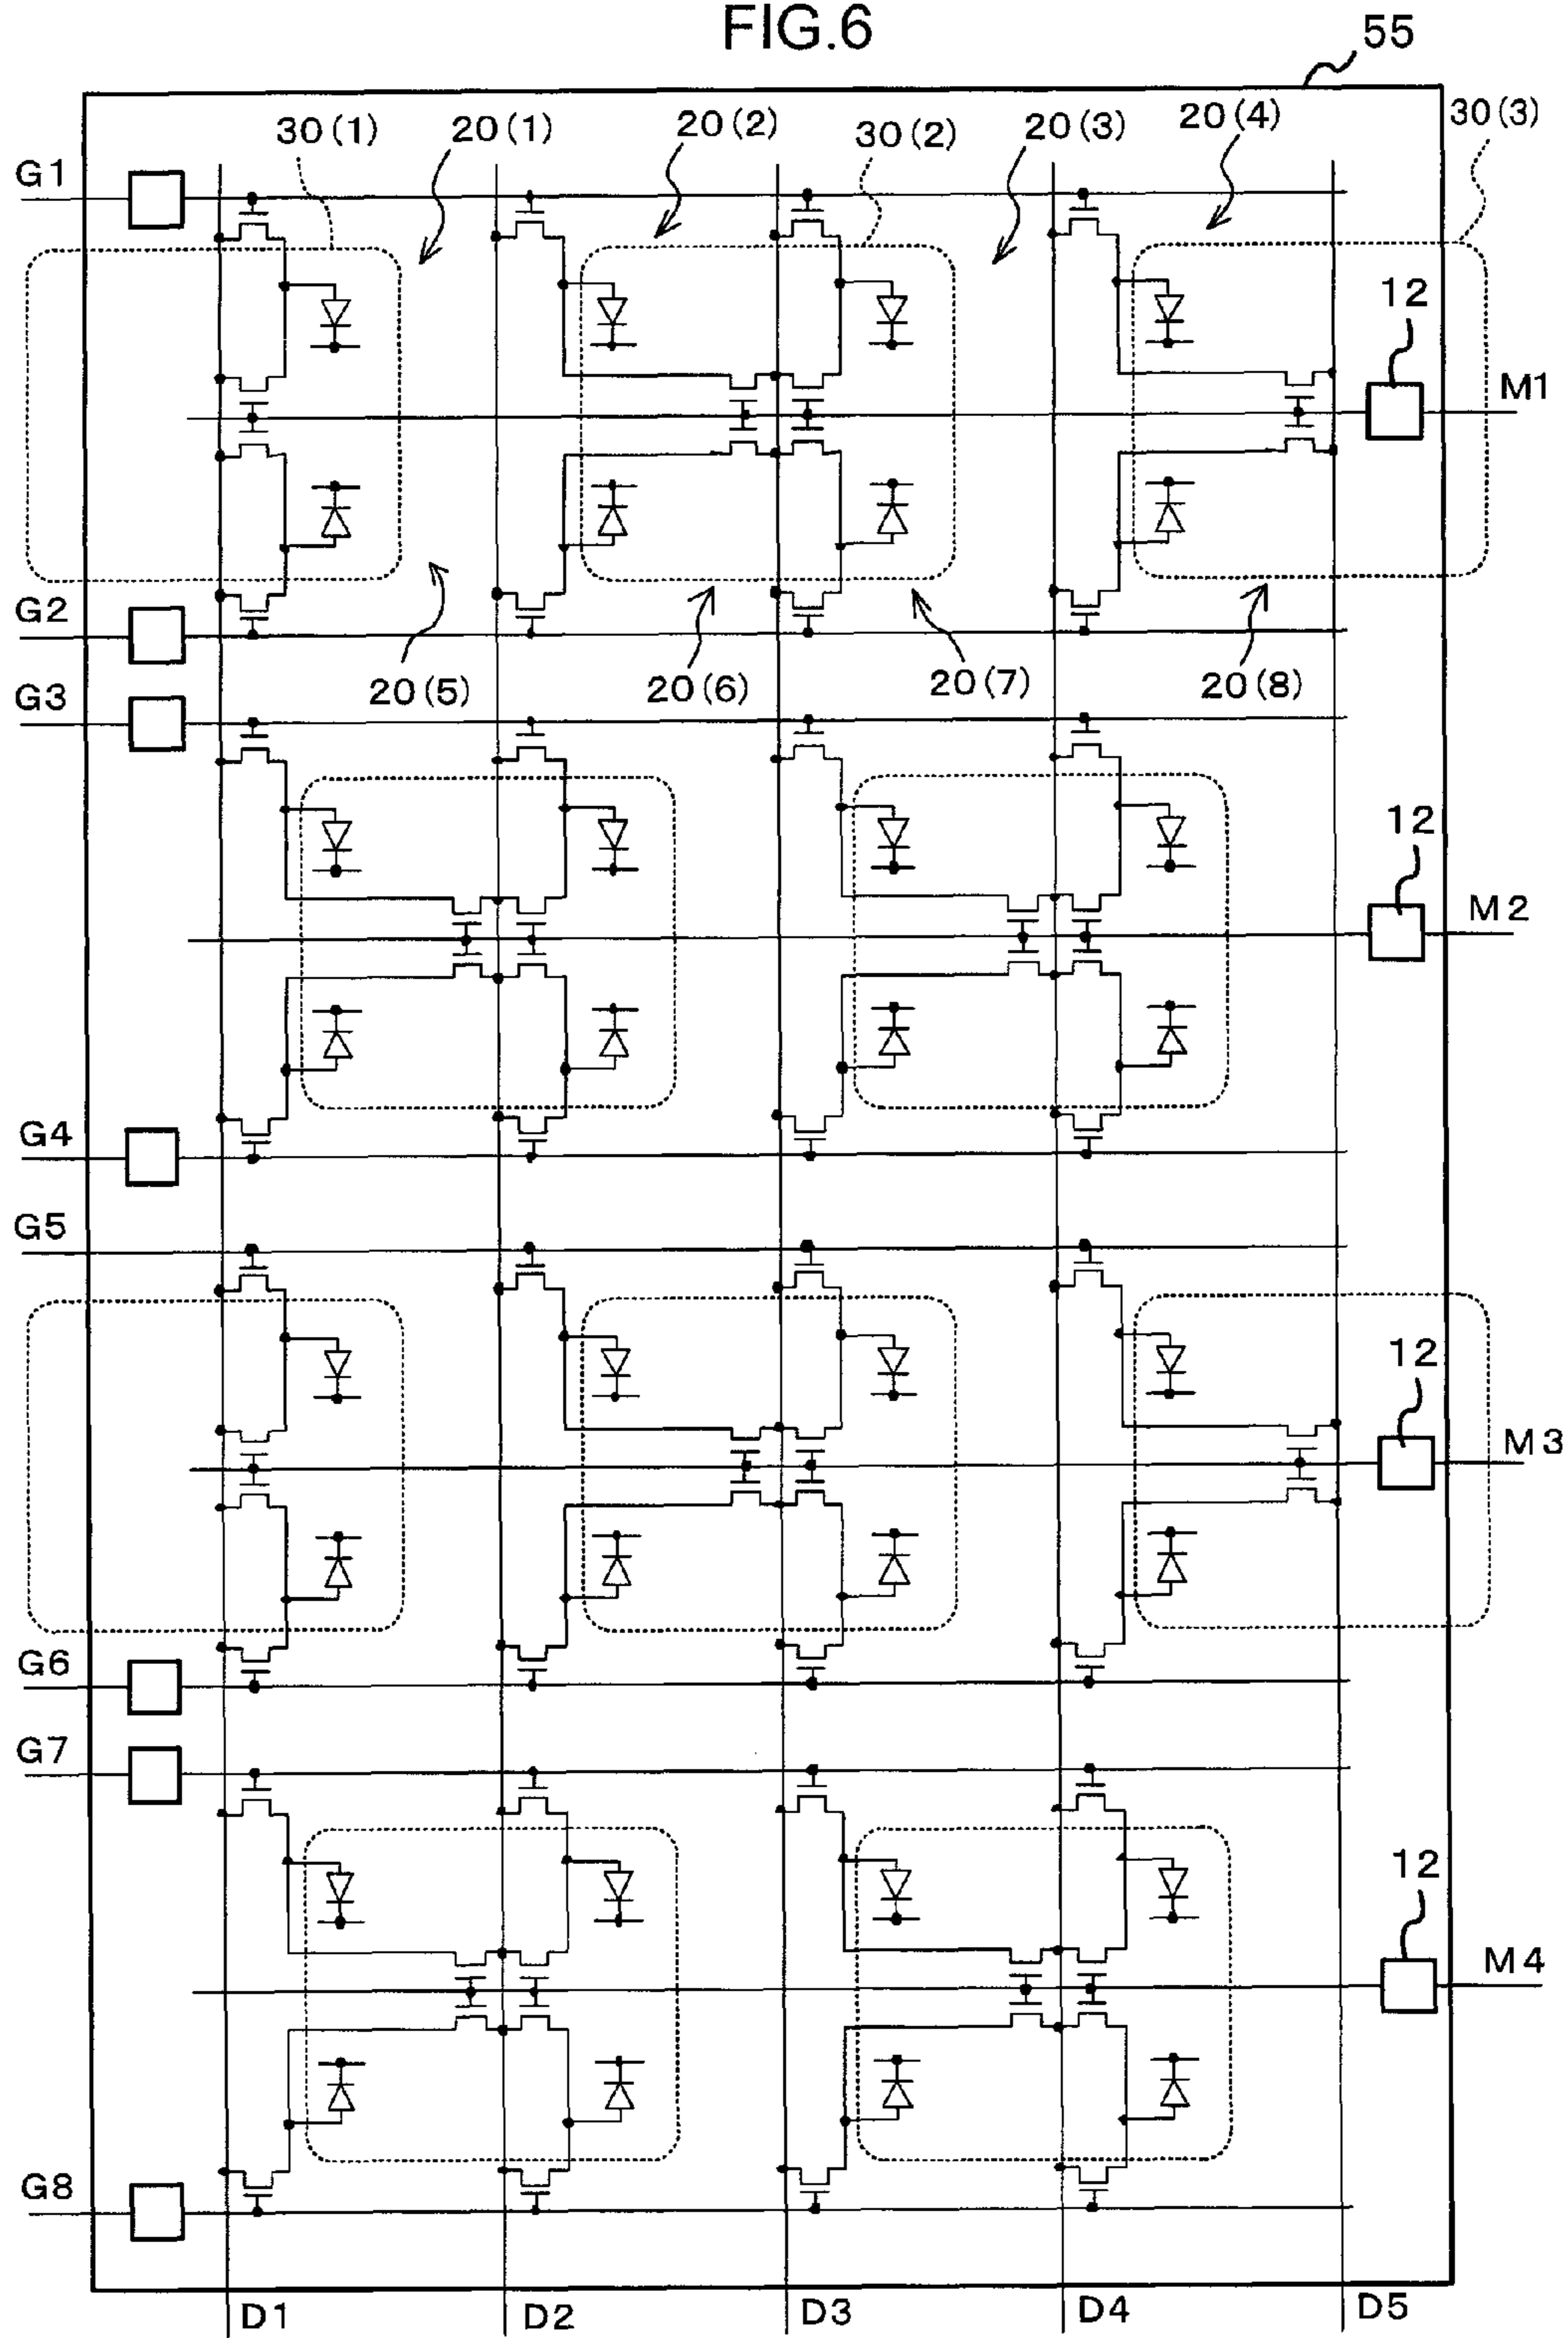 FIG.6
55
30(1) 20(1) 20(2) 30(2) 20(3) 20(4) 30(3)
G1
12
M1
G2
20(5) 20(6) 20(7) 20(8)
G3
12
M2
G4
G5
12
M3
G6
G7
12
M4
G8
D1 D2 D3 D4 D5